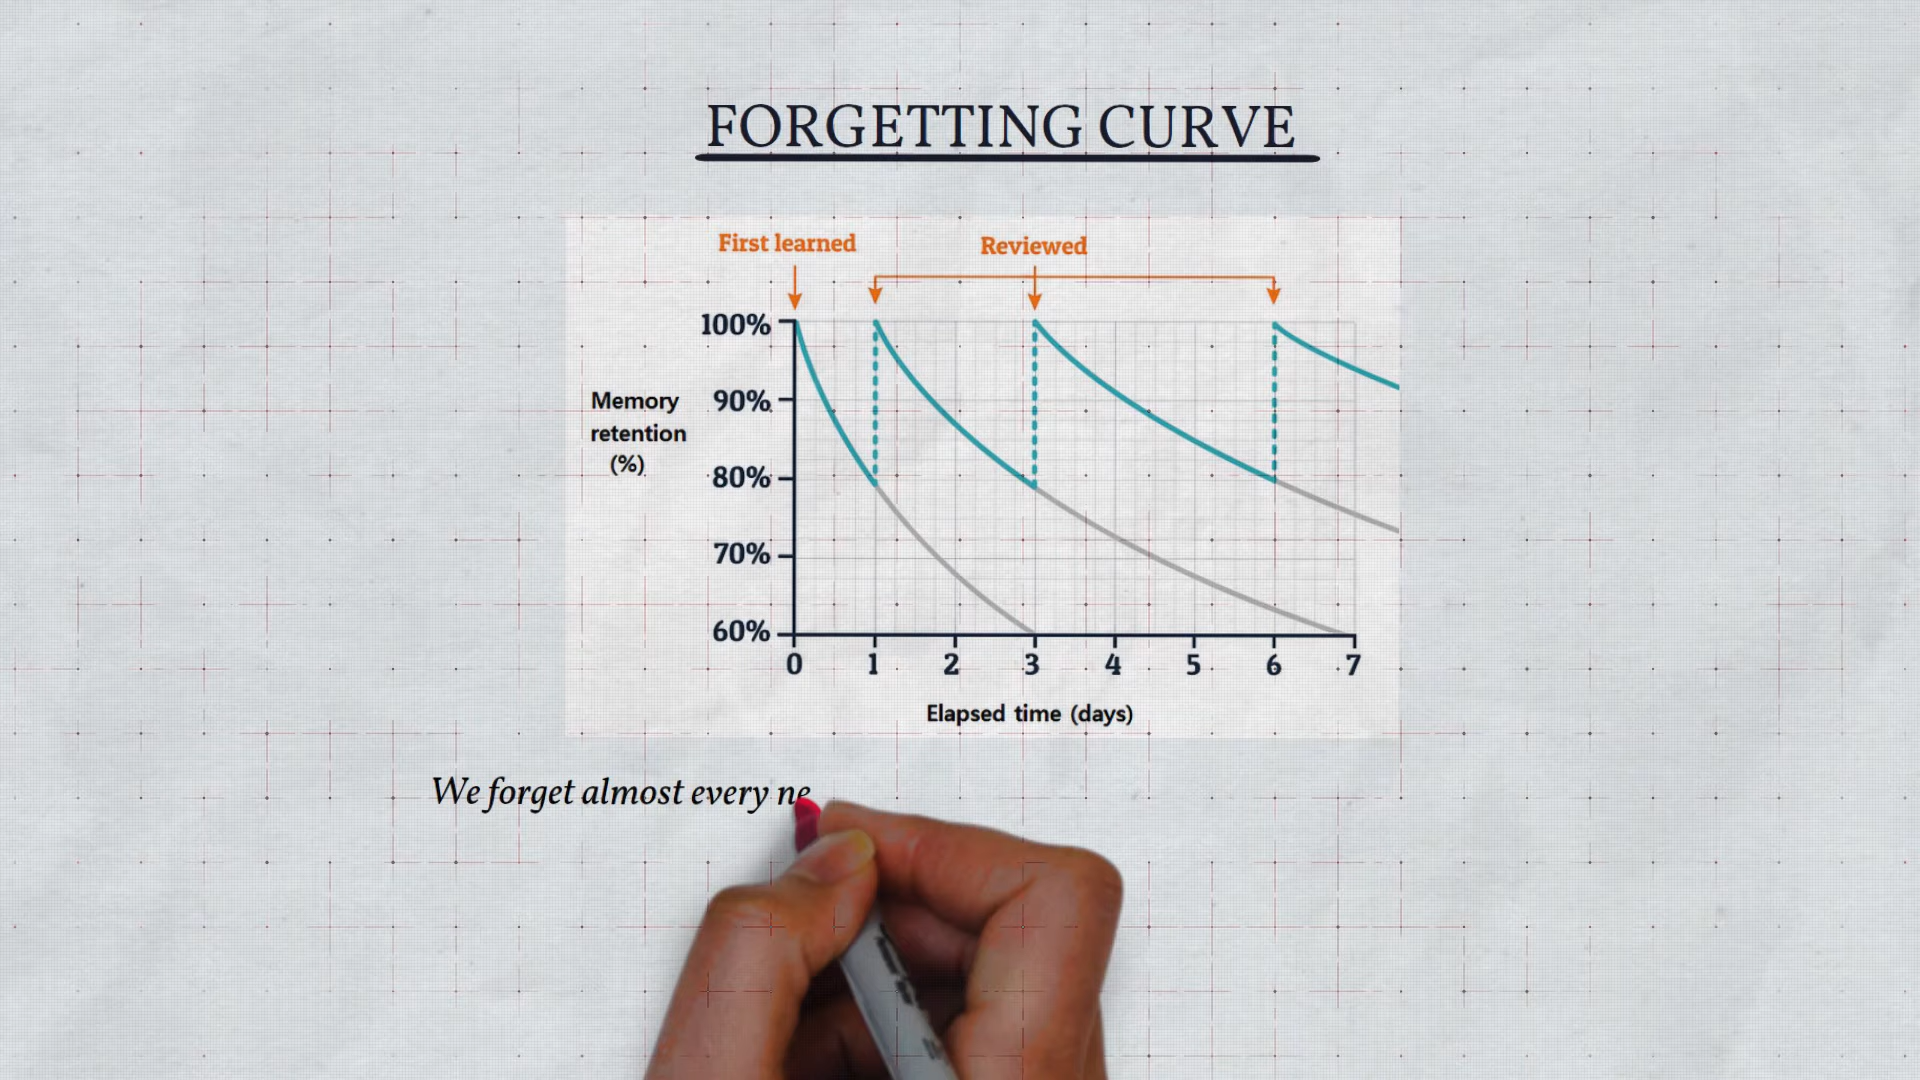 FORGETTING CURVE
First learned
Reviewed
100%
90%
80%
70%
60%
Memory
retention
(%)
0 1 2 3 4 5 6 7
Elapsed time (days)
We forget almost every ne